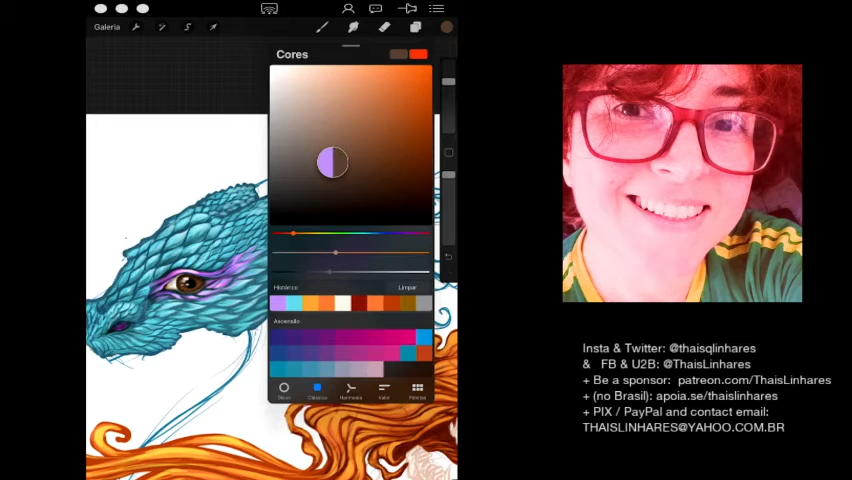 Galeria
Cores
Histórico
Limpar
Ascensão
Disco
Clássico
Harmonia
Valor
Paletas
Insta & Twitter: @thaisqlinhares
& FB & U2B: @ThaisLinhares
+ Be a sponsor: patreon.com/ThaisLinhares
+ (no Brasil): apoia.se/thaislinhares
+ PIX / PayPal and contact email:
THAISLINHARES@YAHOO.COM.BR